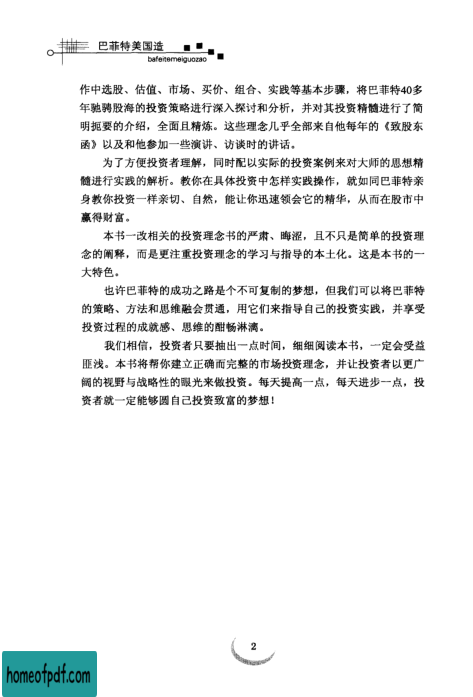 巴菲特美国造
bafeitemeiguozao
作中选股、估值、市场、买价、组合、实践等基本步骤，将巴菲特40多
年驰骋股海的投资策略进行深入探讨和分析，并对其投资精髓进行了简
明扼要的介绍，全面且精炼。这些理念几乎全部来自他每年的《致股东
函》以及和他参加一些演讲、访谈时的讲话。
为了方便投资者理解，同时配以实际的投资案例来对大师的思想精
髓进行实践的解析。教你在具体投资中怎样实践操作，就如同巴菲特亲
身教你投资一样亲切、自然，能让你迅速领会它的精华，从而在股市中
赢得财富。
本书一改相关的投资理念书的严肃、晦涩，且不只是简单的投资理
念的阐释，而是更注重投资理念的学习与指导的本土化。这是本书的一
大特色。
也许巴菲特的成功之路是个不可复制的梦想，但我们可以将巴菲特
的策略、方法和思维融会贯通，用它们来指导自己的投资实践，并享受
投资过程的成就感、思维的酣畅淋漓。
我们相信，投资者只要抽出一点时间，细细阅读本书，一定会受益
匪浅。本书将帮你建立正确而完整的市场投资理念，并让投资者以更广
阔的视野与战略性的眼光来做投资。每天提高一点，每天进步一点，投
资者就一定能够圆自己投资致富的梦想！
2
homeofpdf.com